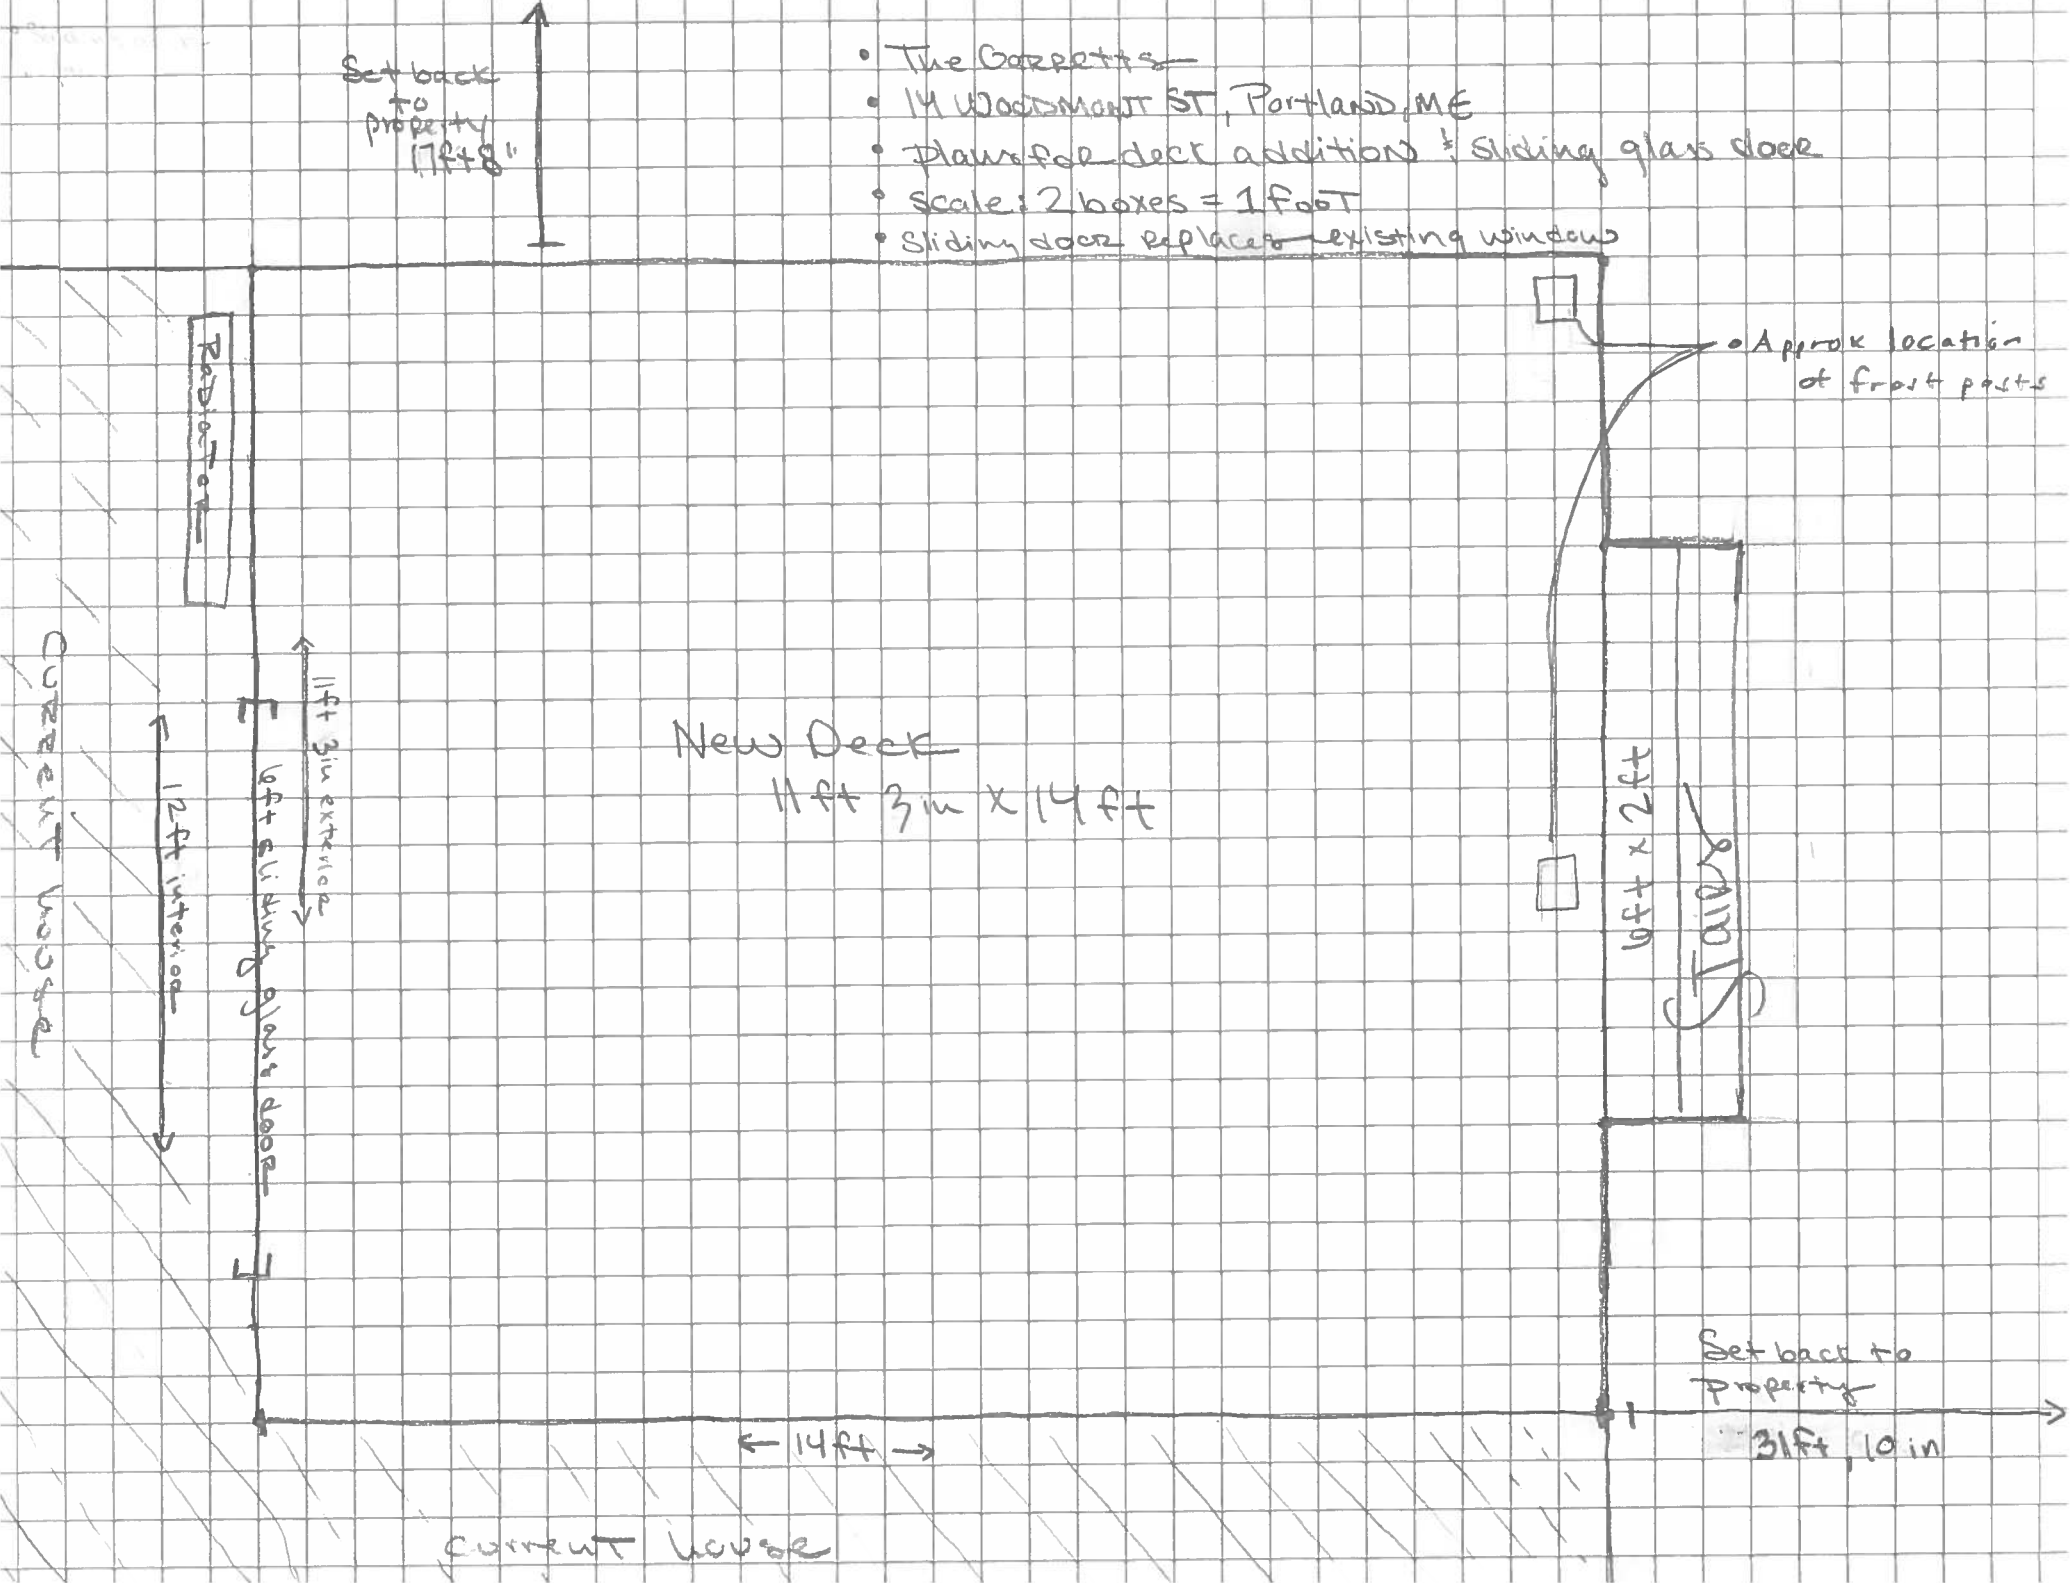 Set back
to
property
17ft 8"
• The Garretts
• 14 Woodmont ST, Portland, ME
• plans for deck addition & sliding glass door
• scale: 2 boxes = 1 foot
• sliding door replaces existing window
Radiator
• Approx location
of frost posts
Current house
12ft interior
6ft sliding glass door
11ft 3in exterior
New Deck
11ft 3in x 14ft
6ft x 2ft
Stairs
Set back to
property
31ft, 10 in
← 14ft →
current house